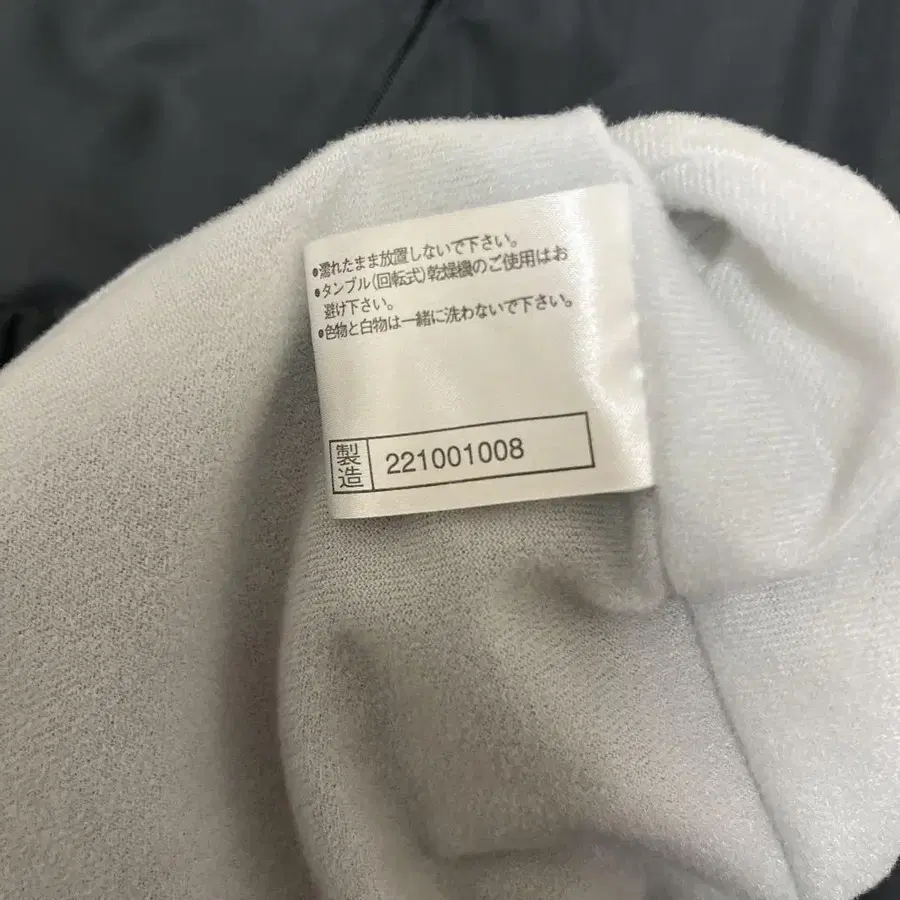 ●濡れたまま放置しないで下さい。
●タンブル(回転式)乾燥機のご使用はお
避け下さい。
●色物と白物は一緒に洗わないで下さい。
製造 221001008